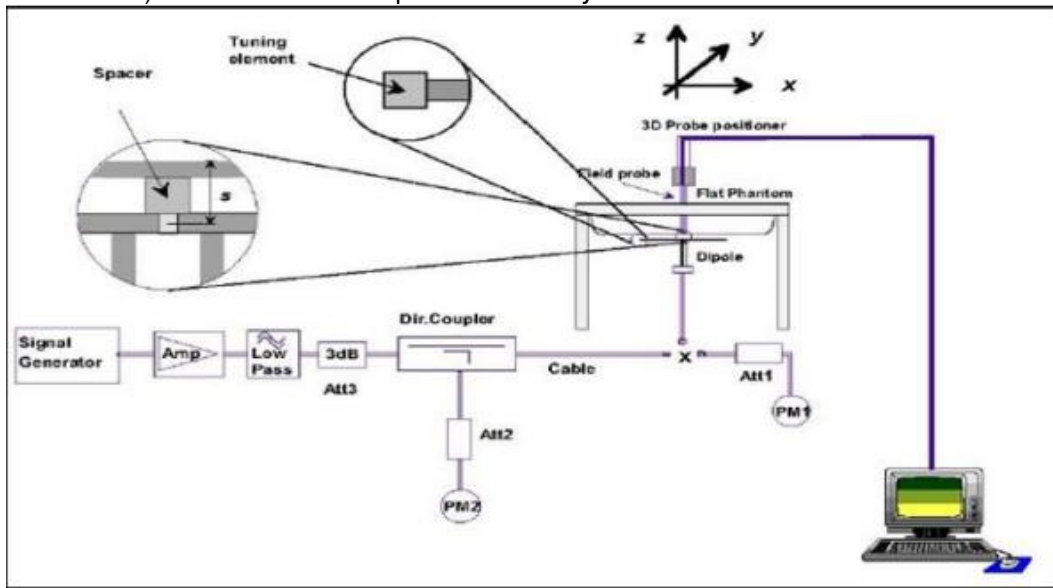 Tuning
element
Spacer
s
z
y
x
3D Probe positioner
Field probe
Flat Phantom
Dipole
Signal
Generator
Amp
Low
Pass
3dB
Att3
Dir.Coupler
Cable
x
Att1
PM1
Att2
PM2